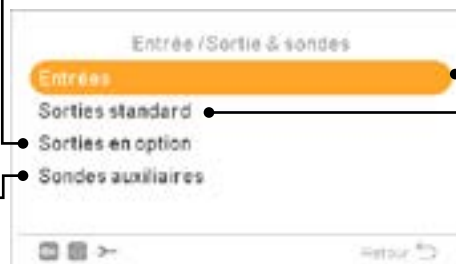 Entrée / Sortie & sondes
Entrées
Sorties standard
Sorties en option
Sondes auxiliaires
Retour